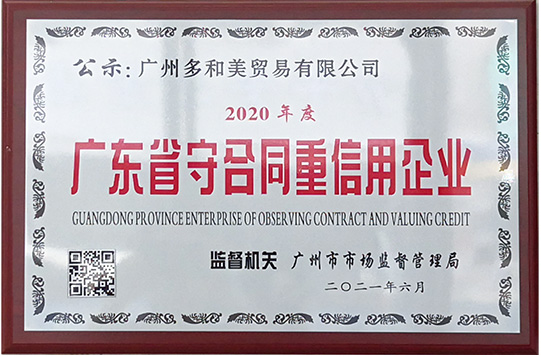 公示：广州多和美贸易有限公司
2020 年度
广东省守合同重信用企业
GUANGDONG PROVINCE ENTERPRISE OF OBSERVING CONTRACT AND VALUING CREDIT
监督机关 广州市市场监督管理局
二〇二一年六月